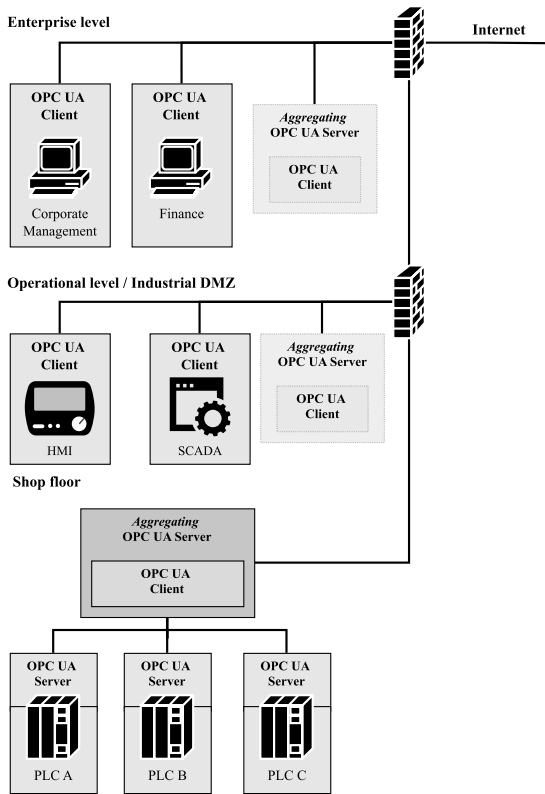 Enterprise level
Internet
OPC UA
Client
Corporate
Management
OPC UA
Client
Finance
Aggregating
OPC UA Server
OPC UA
Client
Operational level / Industrial DMZ
OPC UA
Client
HMI
OPC UA
Client
SCADA
Aggregating
OPC UA Server
OPC UA
Client
Shop floor
Aggregating
OPC UA Server
OPC UA
Client
OPC UA
Server
PLC A
OPC UA
Server
PLC B
OPC UA
Server
PLC C